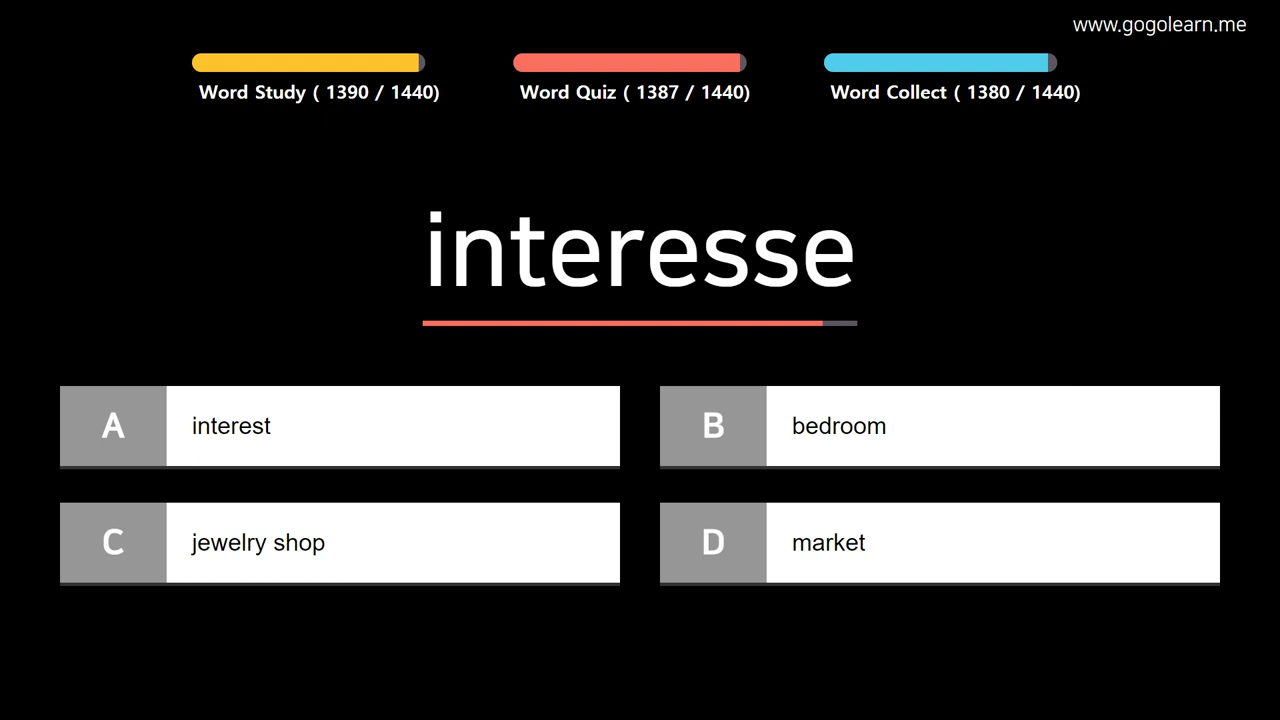 www.gogolearn.me
Word Study ( 1390 / 1440)
Word Quiz ( 1387 / 1440)
Word Collect ( 1380 / 1440)
interesse
A interest
B bedroom
C jewelry shop
D market